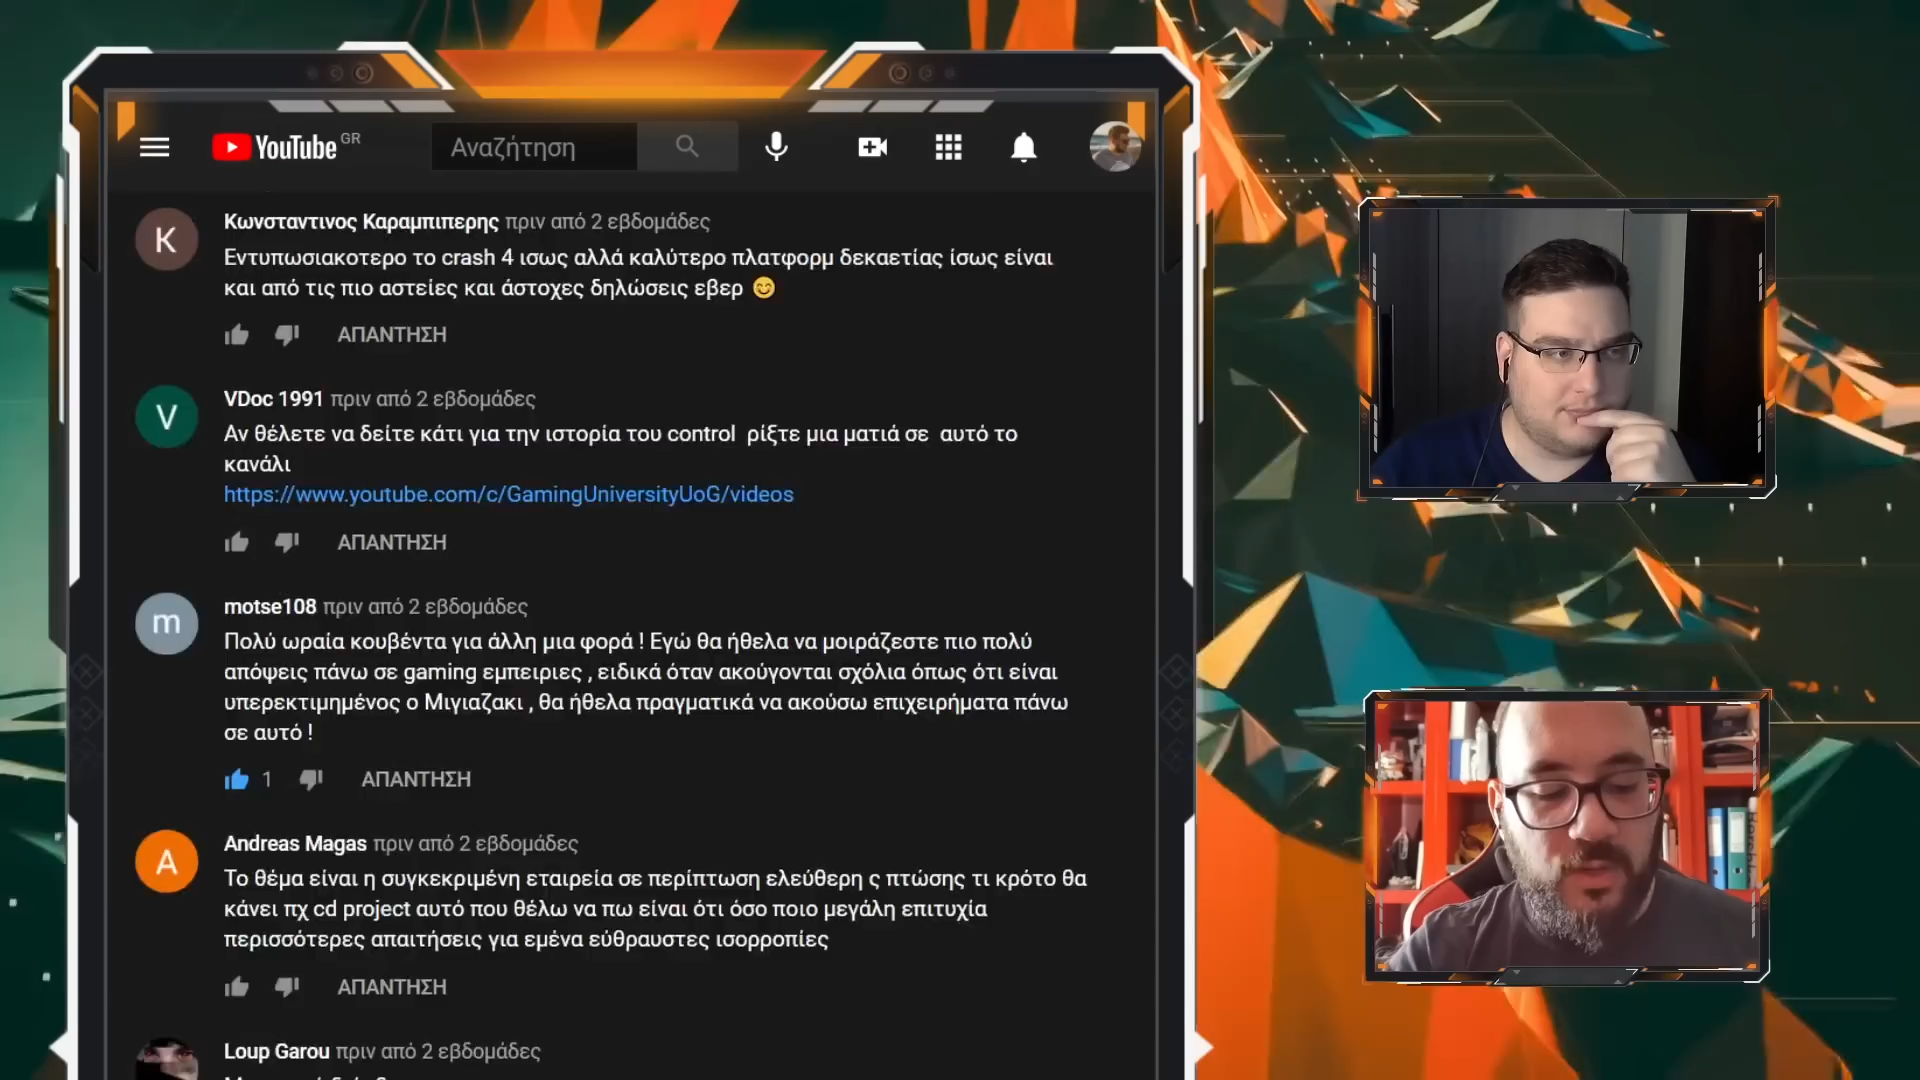 YouTube GR
Αναζήτηση
Κωνσταντινος Καραμπιπερης πριν από 2 εβδομάδες
K
Εντυπωσιακοτερο το crash 4 ισως αλλά καλύτερο πλατφορμ δεκαετίας ίσως είναι
και από τις πιο αστείες και άστοχες δηλώσεις εβερ 😊
ΑΠΑΝΤΗΣΗ
VDoc 1991 πριν από 2 εβδομάδες
V
Αν θέλετε να δείτε κάτι για την ιστορία του control ρίξτε μια ματιά σε αυτό το
κανάλι
https://www.youtube.com/c/GamingUniversityUoG/videos
ΑΠΑΝΤΗΣΗ
motse108 πριν από 2 εβδομάδες
m
Πολύ ωραία κουβέντα για άλλη μια φορά ! Εγώ θα ήθελα να μοιράζεστε πιο πολύ
απόψεις πάνω σε gaming εμπειριες , ειδικά όταν ακούγονται σχόλια όπως ότι είναι
υπερεκτιμημένος ο Μιγιαζακι , θα ήθελα πραγματικά να ακούσω επιχειρήματα πάνω
σε αυτό !
1 ΑΠΑΝΤΗΣΗ
Andreas Magas πριν από 2 εβδομάδες
A
Το θέμα είναι η συγκεκριμένη εταιρεία σε περίπτωση ελεύθερη ς πτώσης τι κρότο θα
κάνει πχ cd project αυτό που θέλω να πω είναι ότι όσο ποιο μεγάλη επιτυχία
περισσότερες απαιτήσεις για εμένα εύθραυστες ισορροπίες
ΑΠΑΝΤΗΣΗ
Loup Garou πριν από 2 εβδομάδες